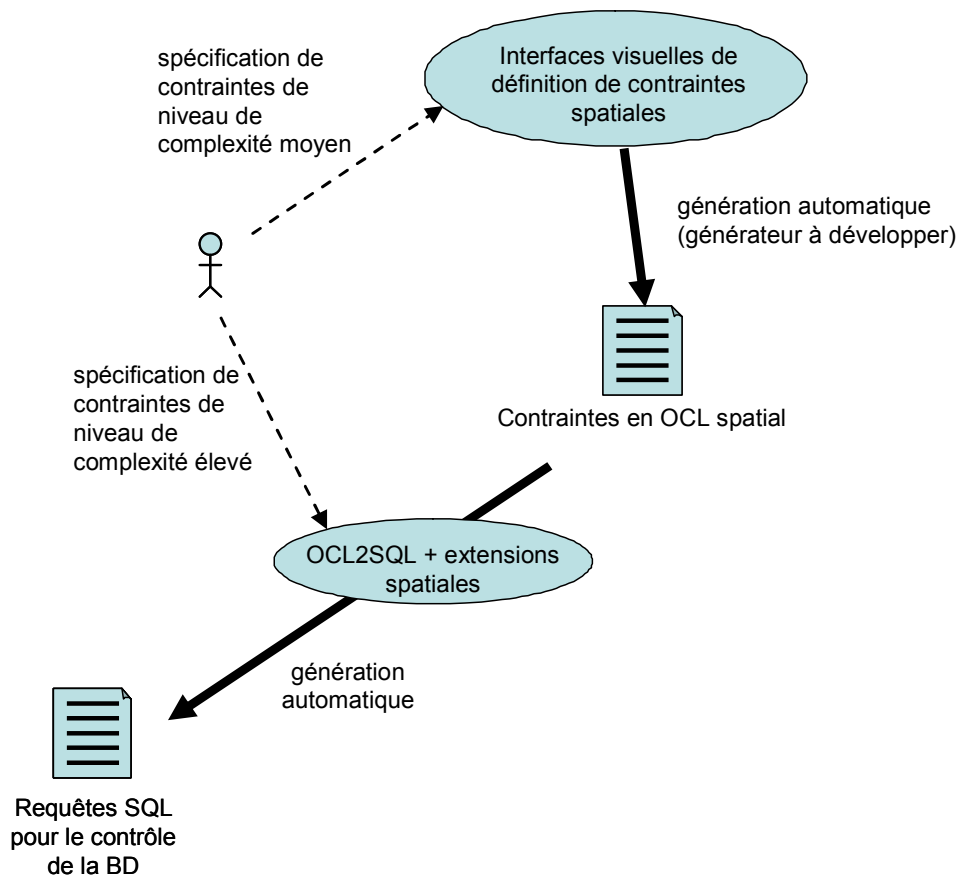 spécification de
contraintes de
niveau de
complexité moyen
Interfaces visuelles de
définition de contraintes
spatiales
génération automatique
(générateur à développer)
Contraintes en OCL spatial
spécification de
contraintes de
niveau de
complexité élevé
OCL2SQL + extensions
spatiales
génération
automatique
Requêtes SQL
pour le contrôle
de la BD